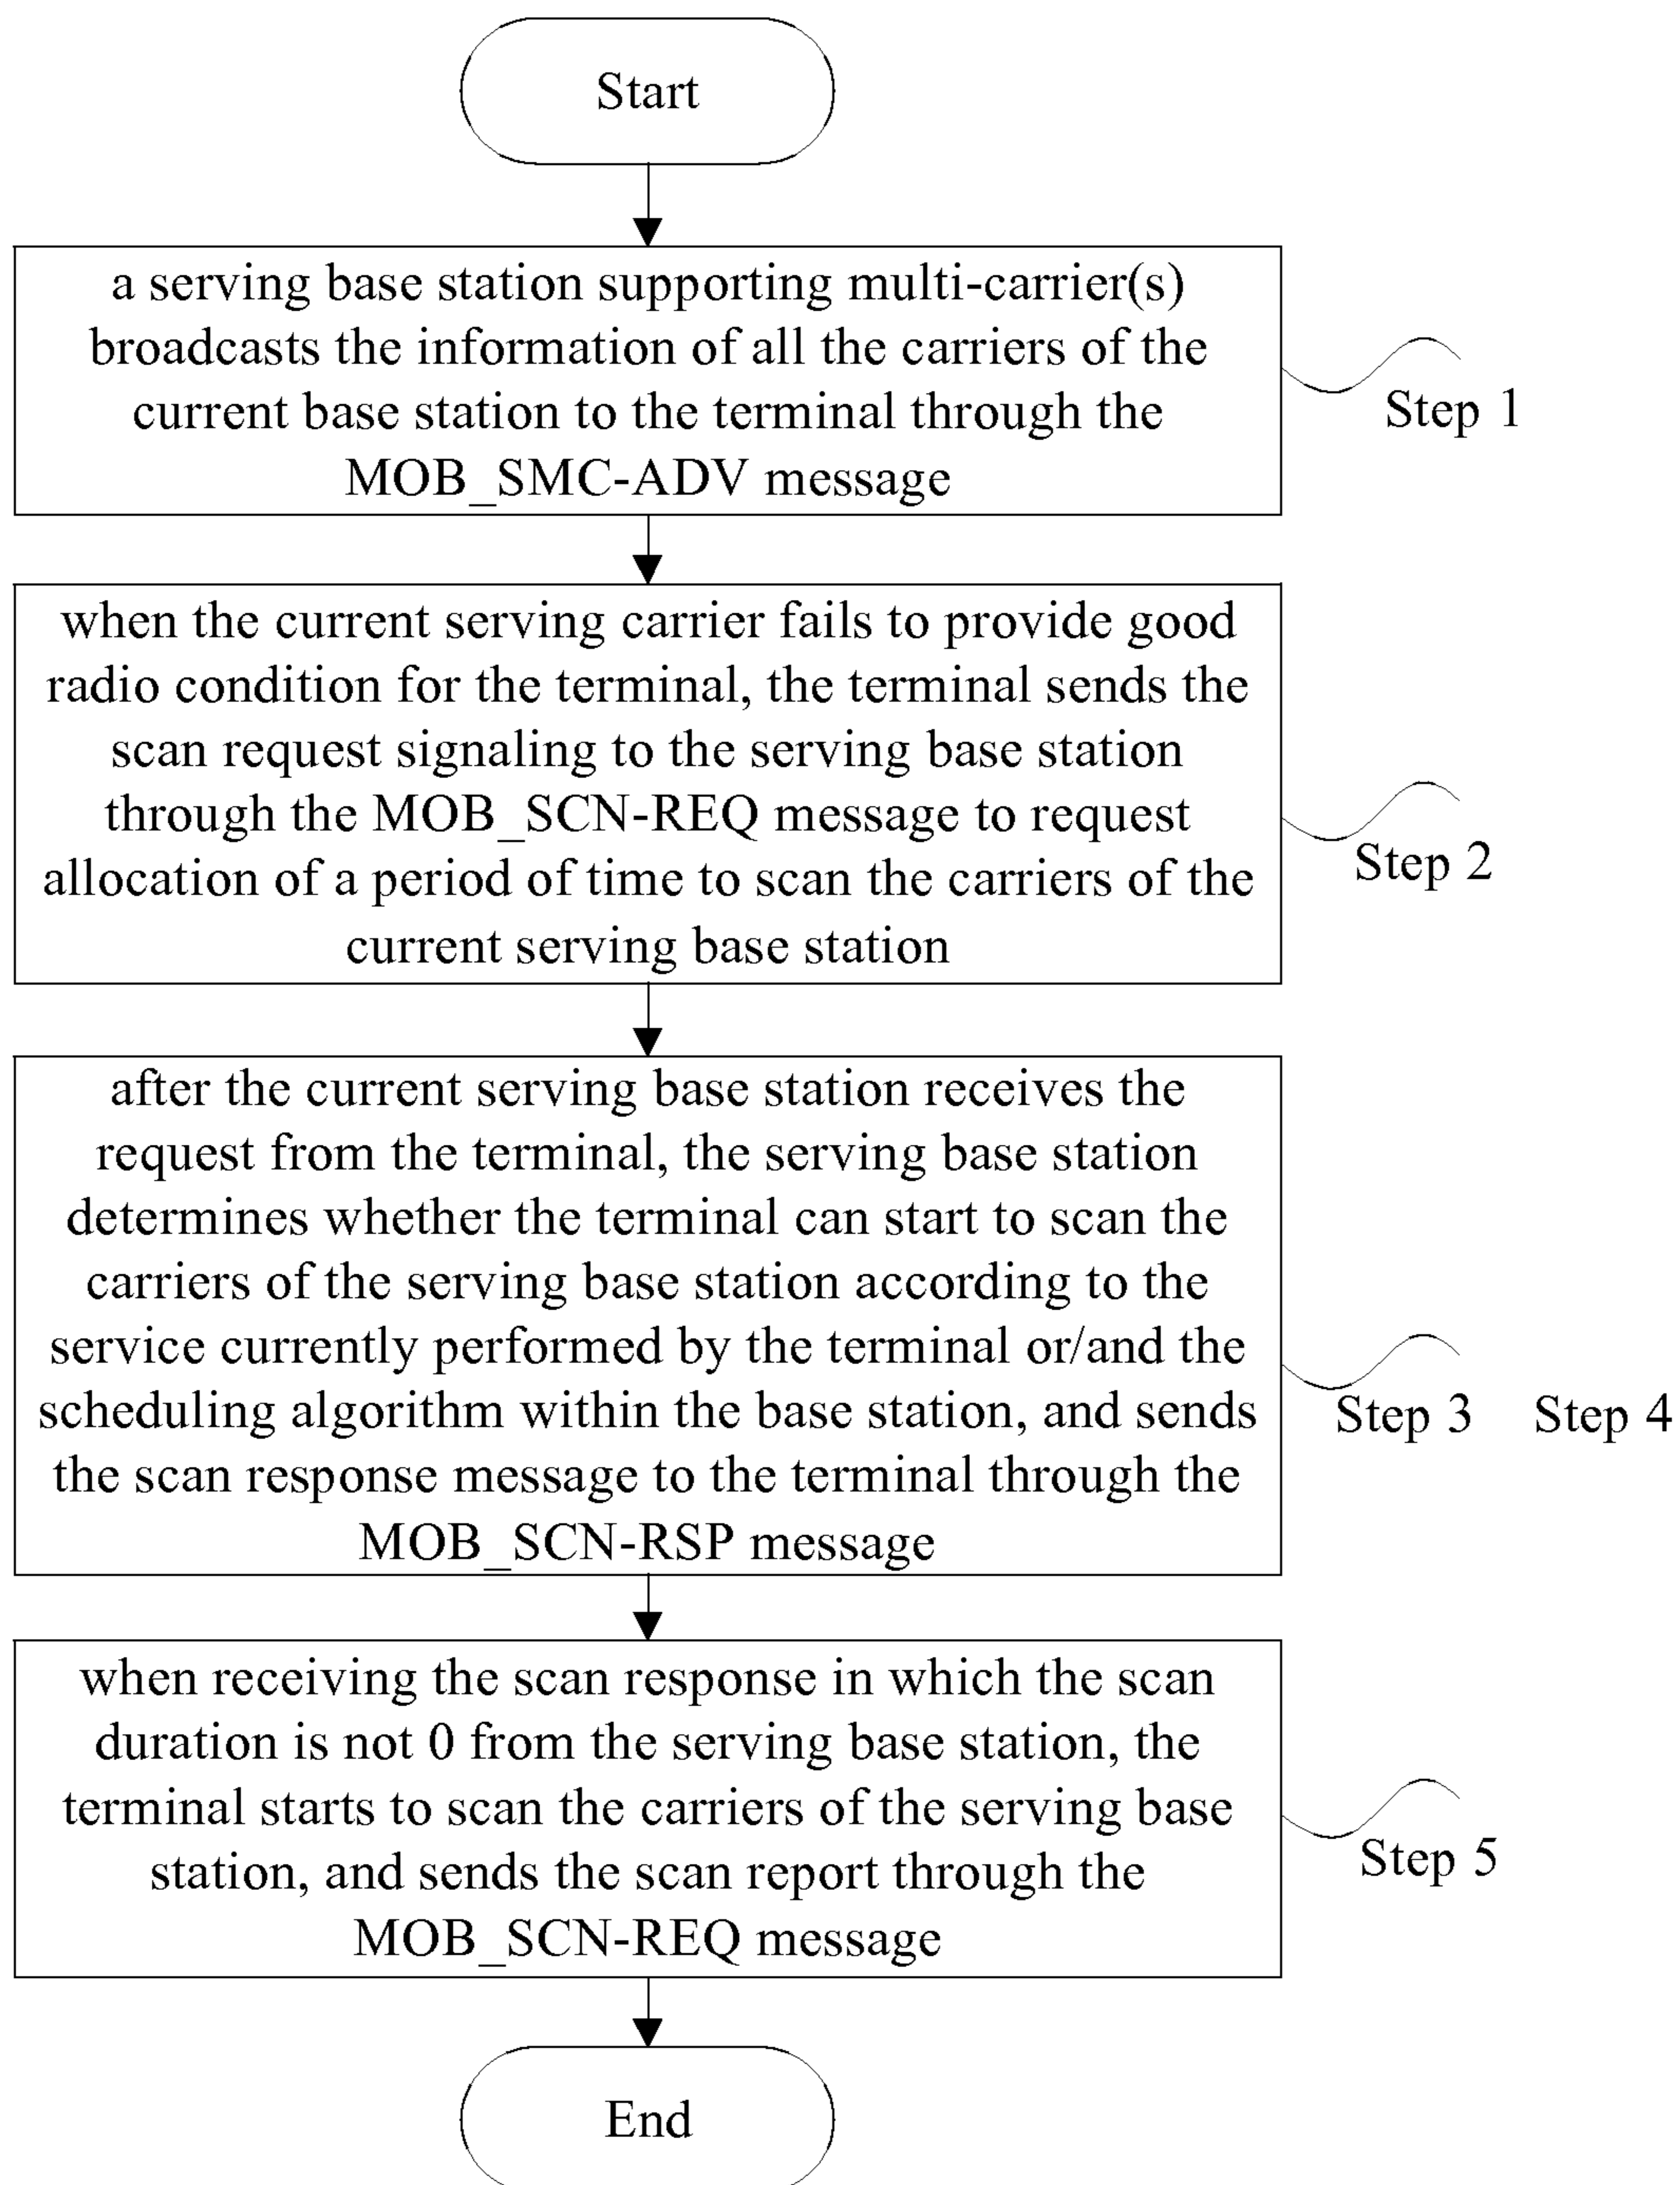 Start
a serving base station supporting multi-carrier(s)
broadcasts the information of all the carriers of the
current base station to the terminal through the
MOB_SMC-ADV message
Step 1
when the current serving carrier fails to provide good
radio condition for the terminal, the terminal sends the
scan request signaling to the serving base station
through the MOB_SCN-REQ message to request
allocation of a period of time to scan the carriers of the
current serving base station
Step 2
after the current serving base station receives the
request from the terminal, the serving base station
determines whether the terminal can start to scan the
carriers of the serving base station according to the
service currently performed by the terminal or/and the
scheduling algorithm within the base station, and sends
the scan response message to the terminal through the
MOB_SCN-RSP message
Step 3 Step 4
when receiving the scan response in which the scan
duration is not 0 from the serving base station, the
terminal starts to scan the carriers of the serving base
station, and sends the scan report through the
MOB_SCN-REQ message
Step 5
End